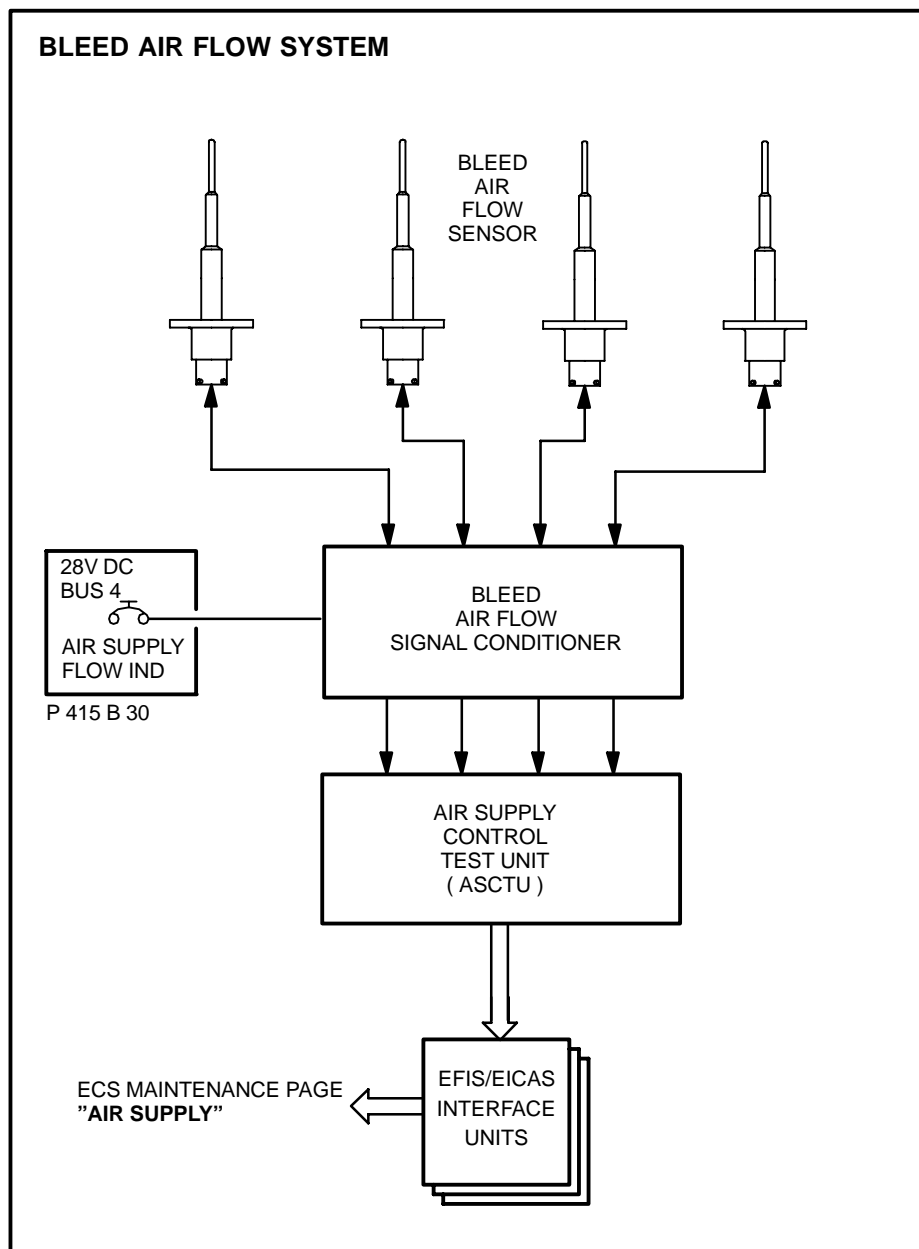 BLEED AIR FLOW SYSTEM
BLEED
AIR
FLOW
SENSOR
28V DC
BUS 4
AIR SUPPLY
FLOW IND
P 415 B 30
BLEED
AIR FLOW
SIGNAL CONDITIONER
AIR SUPPLY
CONTROL
TEST UNIT
( ASCTU )
ECS MAINTENANCE PAGE
”AIR SUPPLY”
EFIS/EICAS
INTERFACE
UNITS